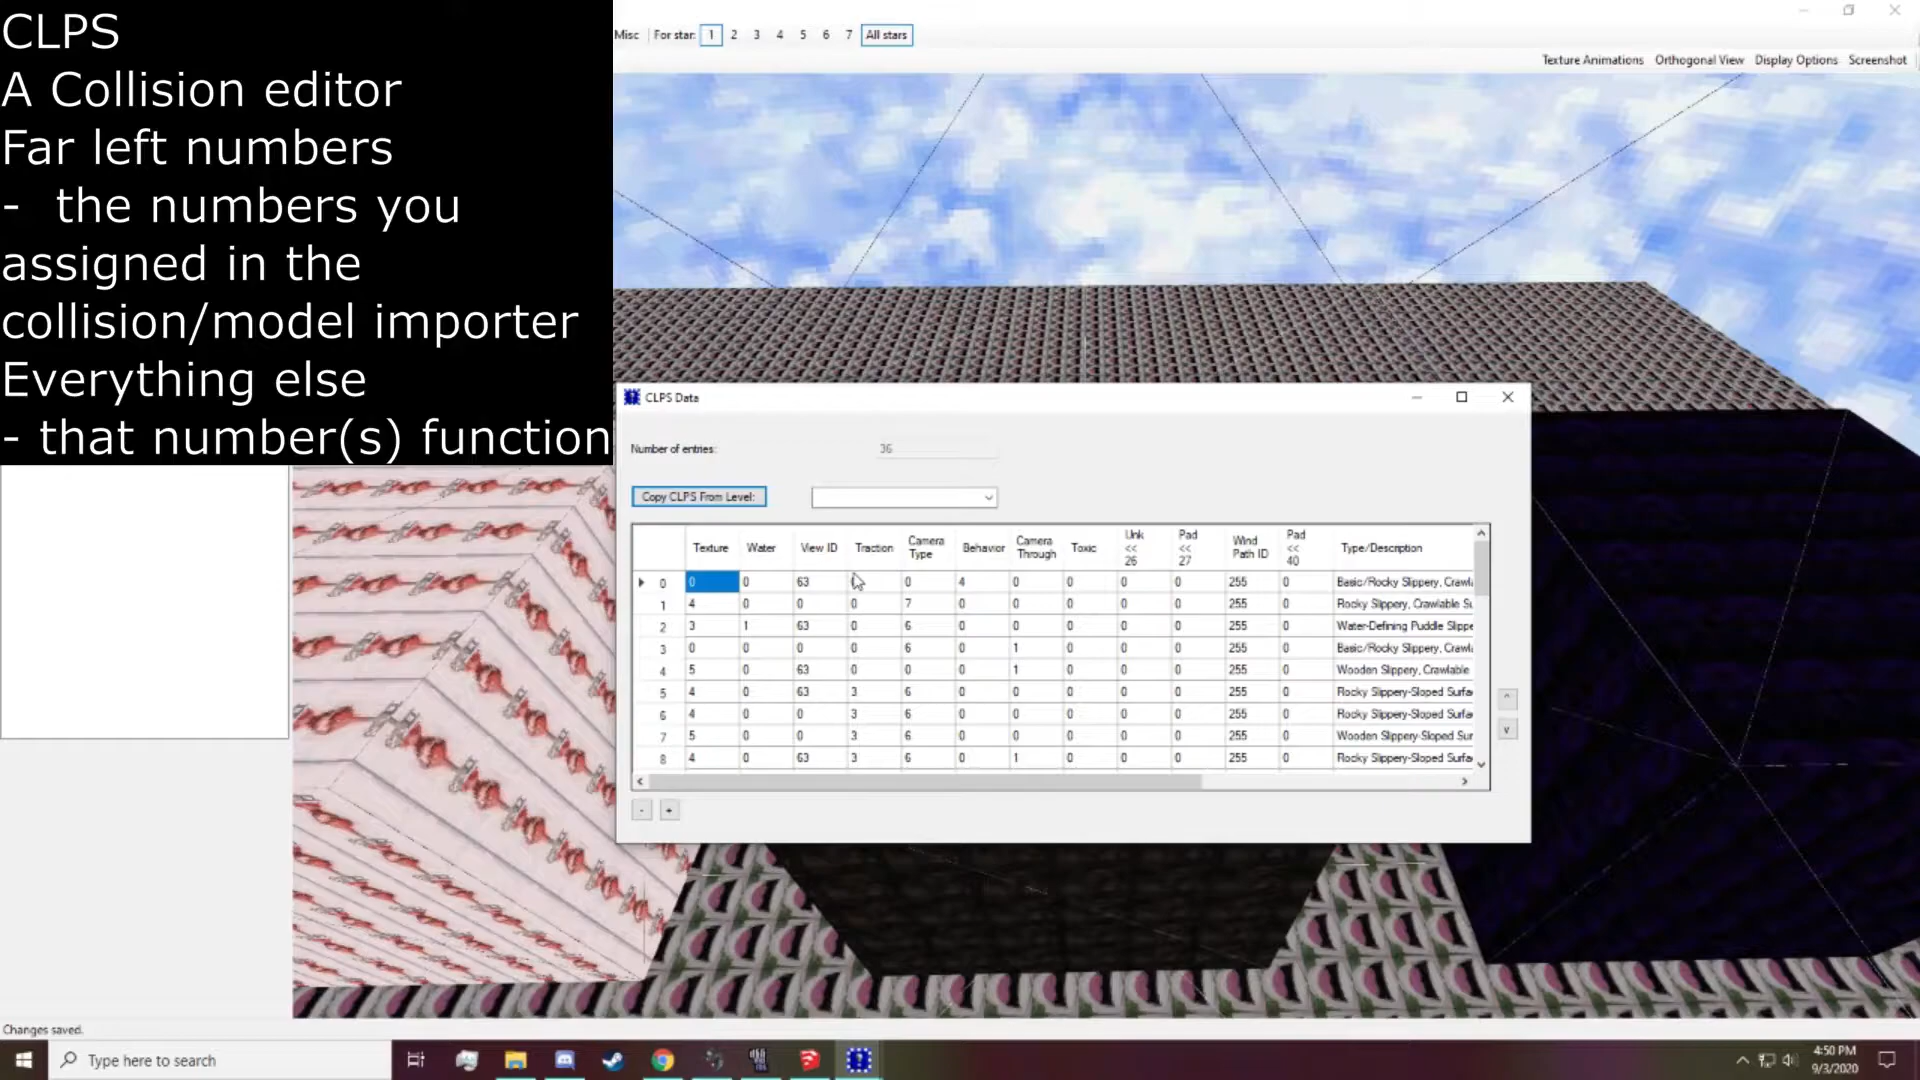 CLPS
A Collision editor
Far left numbers
- the numbers you
assigned in the
collision/model importer
Everything else
- that number(s) function
Misc For star: 1 2 3 4 5 6 7 All stars
Texture Animations Orthogonal View Display Options Screenshot
CLPS Data
Number of entries: 36
Copy CLPS From Level:
Texture Water View ID Traction Camera Type Behavior Camera Through Toxic Unk << 26 Pad << 27 Wind Path ID Pad << 40 Type/Description
0 0 0 63 0 4 0 0 0 0 255 0 Basic/Rocky Slippery, Crawl
1 4 0 0 0 7 0 0 0 0 0 255 0 Rocky Slippery, Crawlable Su
2 3 1 63 0 6 0 0 0 0 0 255 0 Water-Defining Puddle Slippe
3 0 0 0 0 6 0 1 0 0 0 255 0 Basic/Rocky Slippery, Crawl
4 5 0 63 0 0 0 1 0 0 0 255 0 Wooden Slippery, Crawlable
5 4 0 63 3 6 0 0 0 0 0 255 0 Rocky Slippery-Sloped Surfa
6 4 0 0 3 6 0 0 0 0 0 255 0 Rocky Slippery-Sloped Surfa
7 5 0 0 3 6 0 0 0 0 0 255 0 Wooden Slippery-Sloped Sur
8 4 0 63 3 6 0 1 0 0 0 255 0 Rocky Slippery-Sloped Surfa
- +
Changes saved.
Type here to search
4:50 PM
9/3/2020